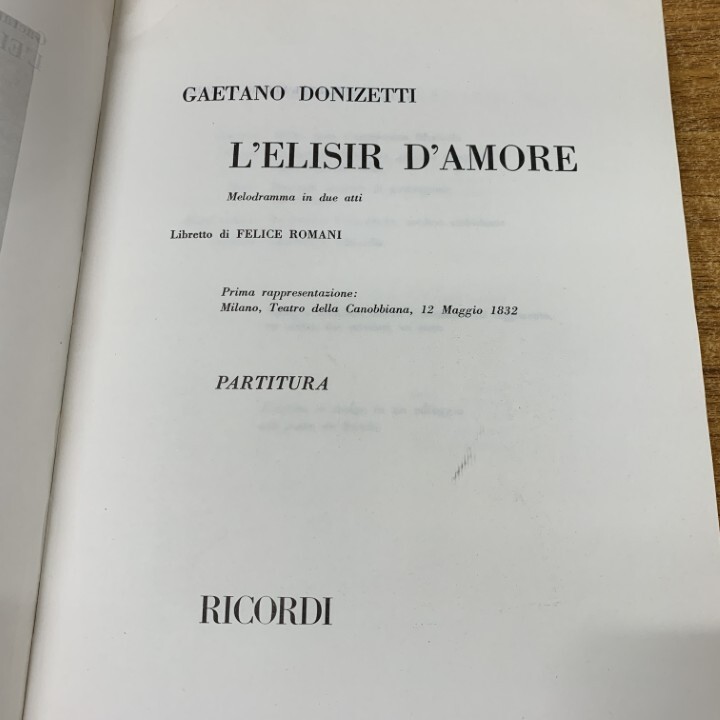 GAETANO DONIZETTI
L'ELISIR D'AMORE
Melodramma in due atti
Libretto di FELICE ROMANI
Prima rappresentazione:
Milano, Teatro della Canobbiana, 12 Maggio 1832
PARTITURA
RICORDI